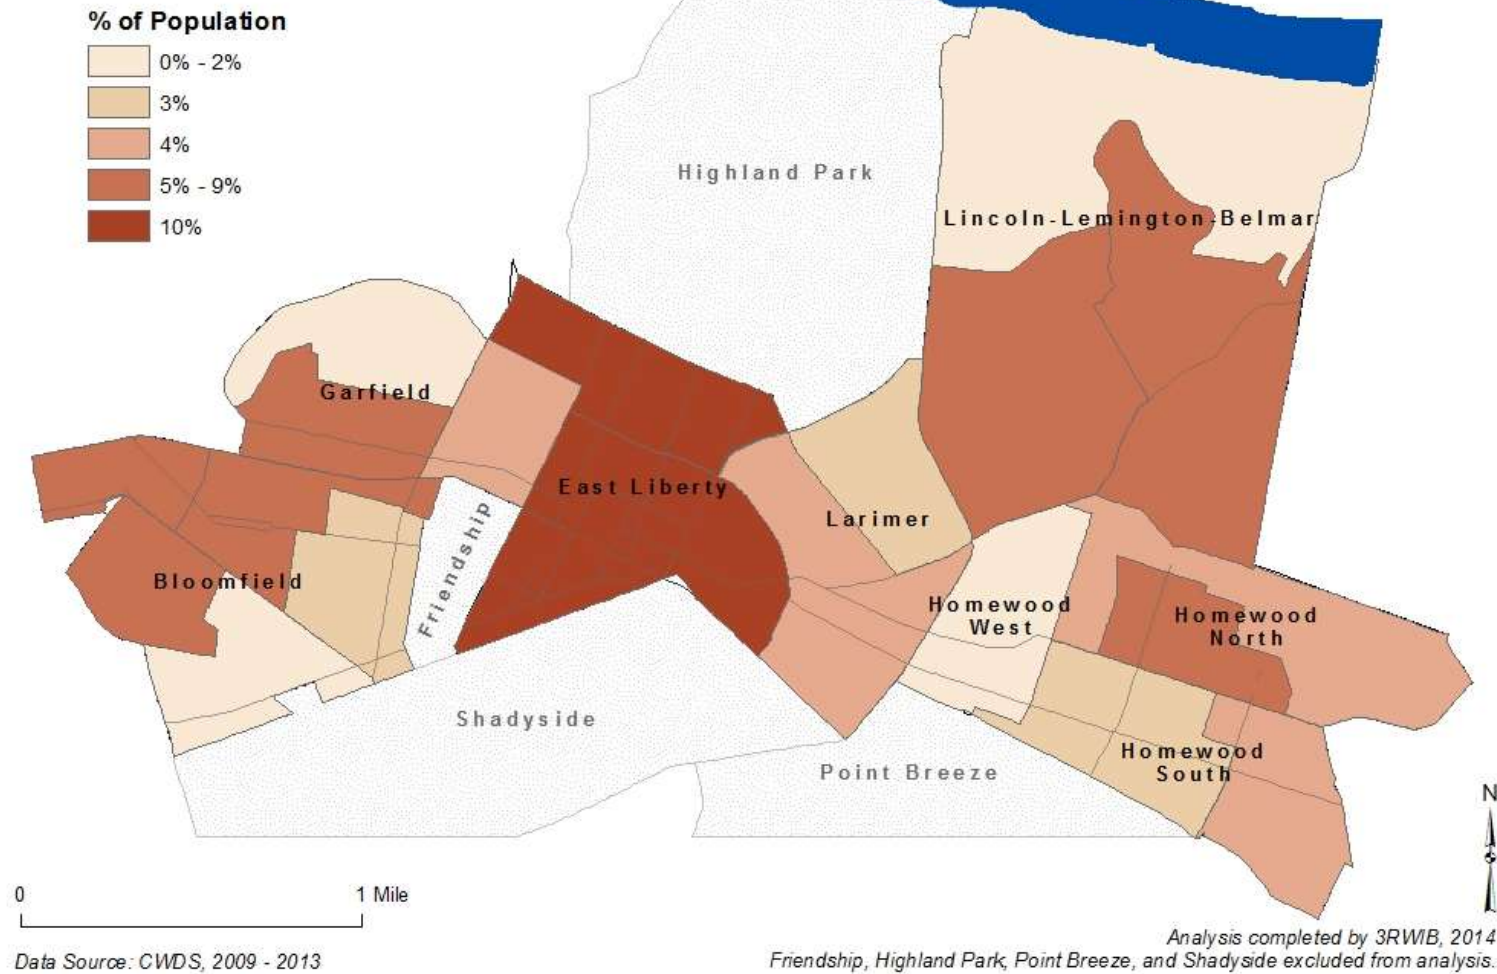 % of Population
0% - 2%
3%
4%
5% - 9%
10%
Highland Park
Lincoln-Lemington-Belmar
Garfield
East Liberty
Larimer
Friendship
Bloomfield
Homewood
West
Homewood
North
Shadyside
Point Breeze
Homewood
South
N
0
1 Mile
Data Source: CWDS, 2009 - 2013
Analysis completed by 3RWIB, 2014
Friendship, Highland Park, Point Breeze, and Shadyside excluded from analysis.